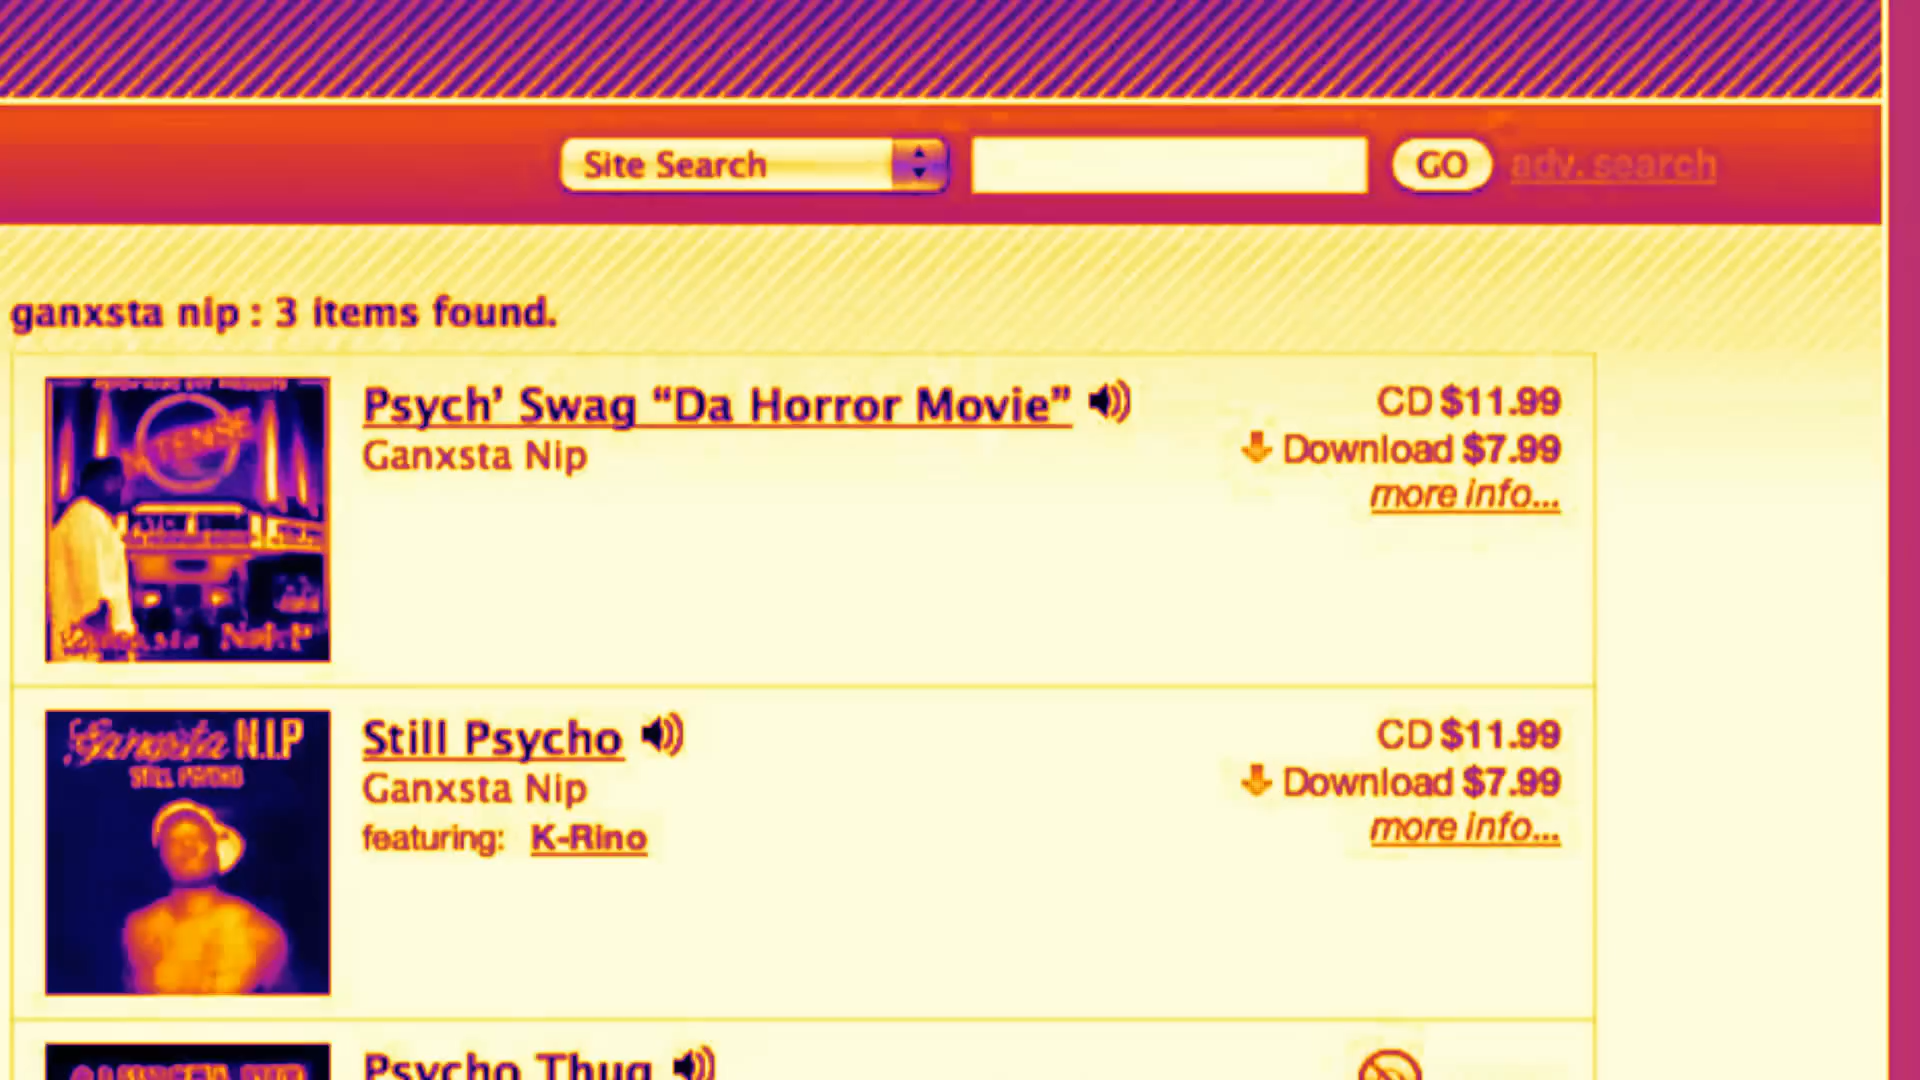 Site Search
GO adv. search
ganxsta nip : 3 items found.
Psych’ Swag “Da Horror Movie”
Ganxsta Nip
CD $11.99
Download $7.99
more info...
Ganxsta N.I.P
STILL PSYCHO
Still Psycho
Ganxsta Nip
featuring: K-Rino
CD $11.99
Download $7.99
more info...
Psycho Thug